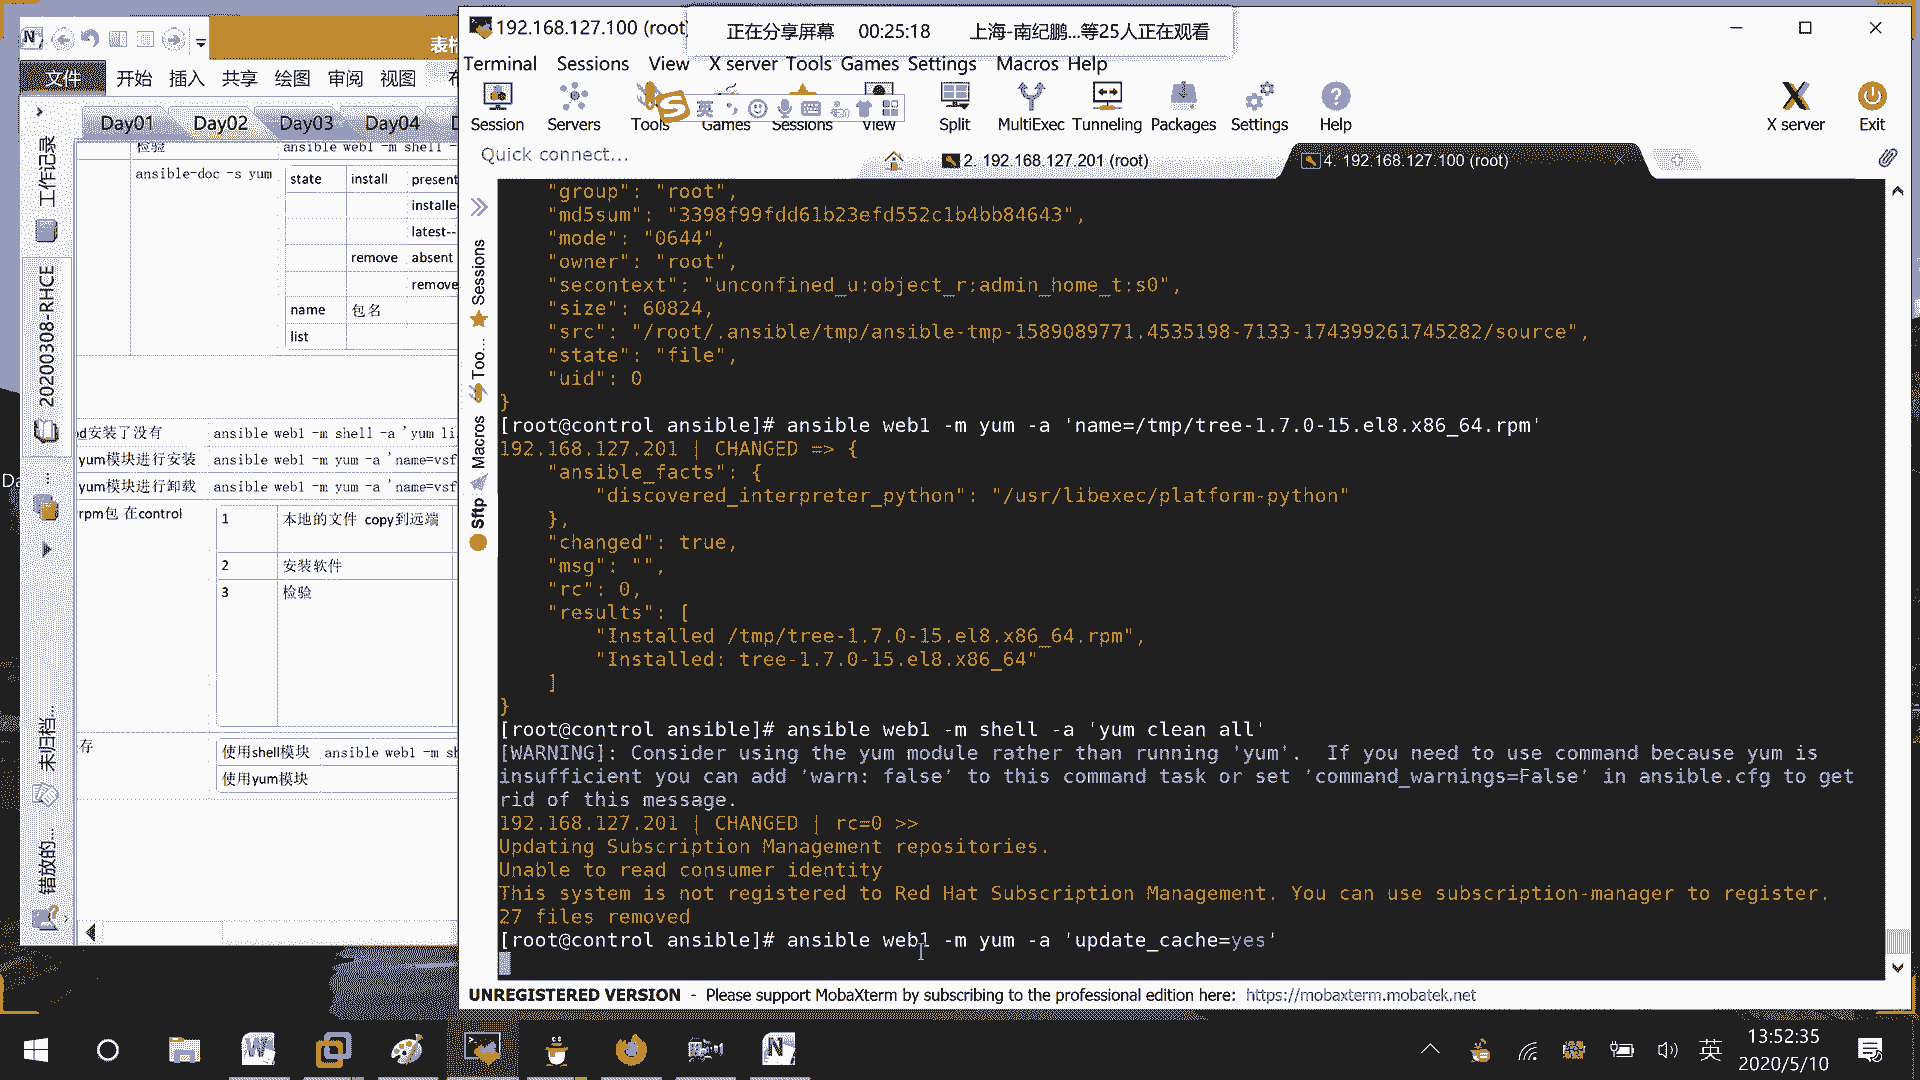 表格
文件 开始 插入 共享 绘图 审阅 视图
Day01 Day02 Day03 Day04
工作记录
20200308-RHCE
未归档...
错放的...
检验 ansible web1 -m shell -
ansible-doc -s yum state install present
installe
latest--
remove absent
remove
name 包名
list
安装了没有 ansible web1 -m shell -a 'yum li
yum模块进行安装 ansible web1 -m yum -a 'name=vsf
yum模块进行卸载 ansible web1 -m yum -a 'name=vsf
rpm包 在control 1 本地的文件 copy到远端
2 安装软件
3 检验
存 使用shell模块 ansible web1 -m sh
使用yum模块
192.168.127.100 (root)
正在分享屏幕 00:25:18 上海-南纪鹏...等25人正在观看
Terminal Sessions View X server Tools Games Settings Macros Help
英
Session Servers Tools Games Sessions View Split MultiExec Tunneling Packages Settings Help X server Exit
Quick connect...
2. 192.168.127.201 (root)
4. 192.168.127.100 (root)
Sessions
Too...
Macros
Sftp
"group": "root",
"md5sum": "3398f99fdd61b23efd552c1b4bb84643",
"mode": "0644",
"owner": "root",
"secontext": "unconfined_u:object_r:admin_home_t:s0",
"size": 60824,
"src": "/root/.ansible/tmp/ansible-tmp-1589089771.4535198-7133-174399261745282/source",
"state": "file",
"uid": 0
}
[root@control ansible]# ansible web1 -m yum -a 'name=/tmp/tree-1.7.0-15.el8.x86_64.rpm'
192.168.127.201 | CHANGED => {
"ansible_facts": {
"discovered_interpreter_python": "/usr/libexec/platform-python"
},
"changed": true,
"msg": "",
"rc": 0,
"results": [
"Installed /tmp/tree-1.7.0-15.el8.x86_64.rpm",
"Installed: tree-1.7.0-15.el8.x86_64"
]
}
[root@control ansible]# ansible web1 -m shell -a 'yum clean all'
[WARNING]: Consider using the yum module rather than running 'yum'.  If you need to use command because yum is
insufficient you can add 'warn: false' to this command task or set 'command_warnings=False' in ansible.cfg to get
rid of this message.
192.168.127.201 | CHANGED | rc=0 >>
Updating Subscription Management repositories.
Unable to read consumer identity
This system is not registered to Red Hat Subscription Management. You can use subscription-manager to register.
27 files removed
[root@control ansible]# ansible web1 -m yum -a 'update_cache=yes'
UNREGISTERED VERSION - Please support MobaXterm by subscribing to the professional edition here: https://mobaxterm.mobatek.net
英
13:52:35
2020/5/10